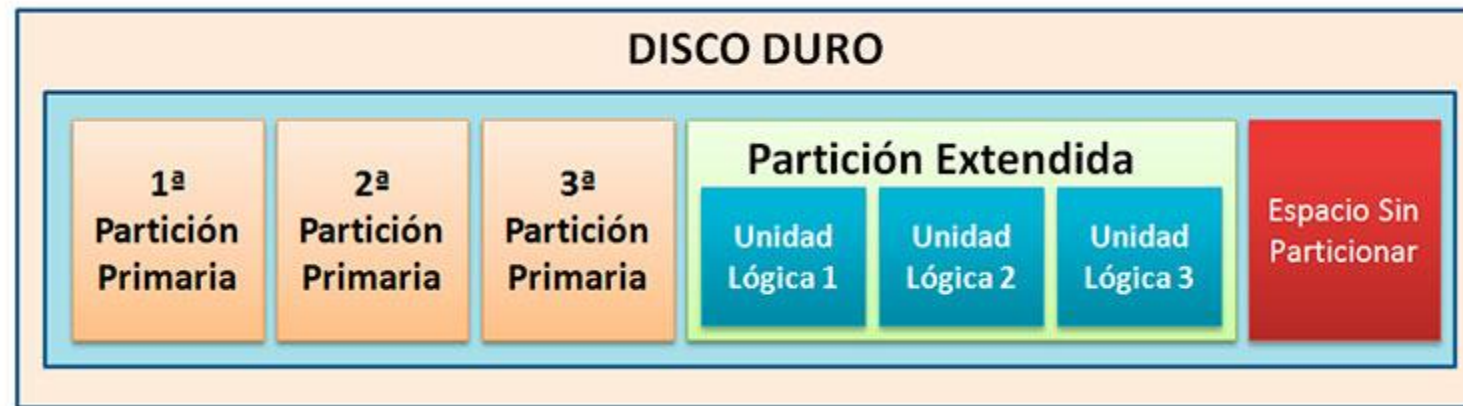 DISCO DURO
1ª
Partición
Primaria
2ª
Partición
Primaria
3ª
Partición
Primaria
Partición Extendida
Unidad
Lógica 1
Unidad
Lógica 2
Unidad
Lógica 3
Espacio Sin
Particionar